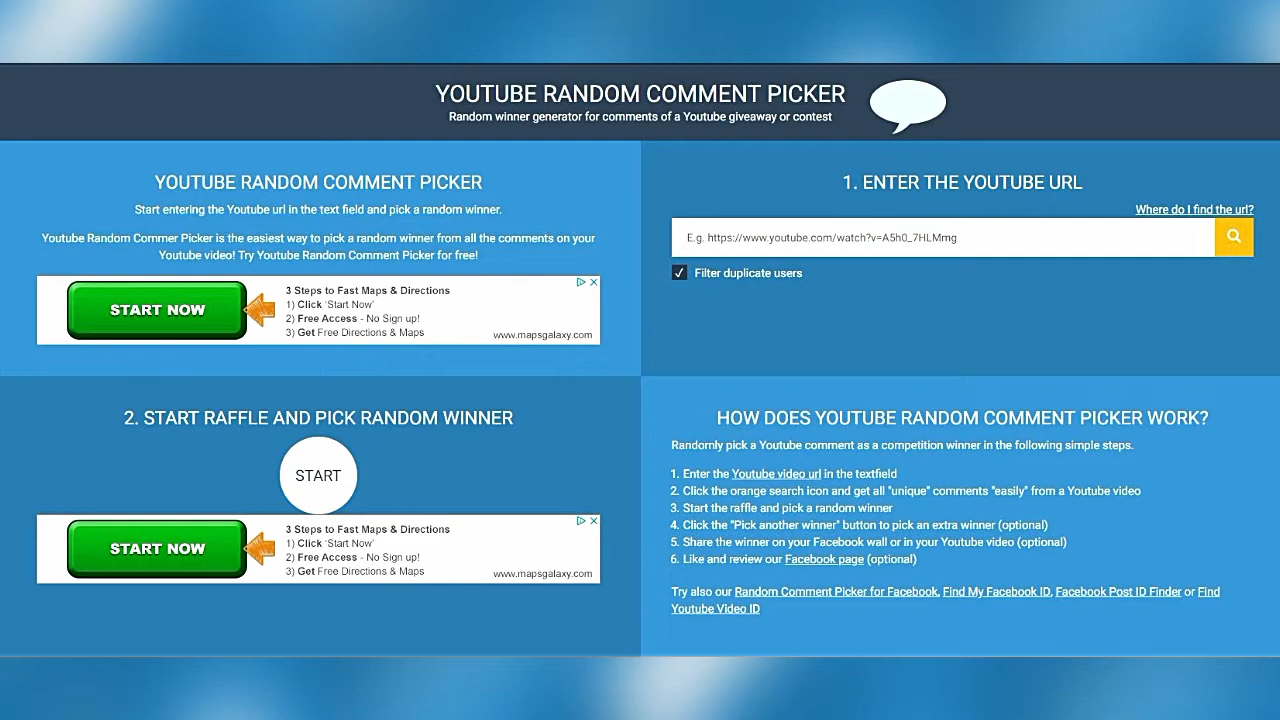 YOUTUBE RANDOM COMMENT PICKER
Random winner generator for comments of a Youtube giveaway or contest
YOUTUBE RANDOM COMMENT PICKER
Start entering the Youtube url in the text field and pick a random winner.
Youtube Random Commer Picker is the easiest way to pick a random winner from all the comments on your
Youtube video! Try Youtube Random Comment Picker for free!
START NOW
3 Steps to Fast Maps & Directions
1) Click 'Start Now'
2) Free Access - No Sign up!
3) Get Free Directions & Maps
www.mapsgalaxy.com
1. ENTER THE YOUTUBE URL
Where do I find the url?
E.g. https://www.youtube.com/watch?v=A5h0_7HLMmg
Filter duplicate users
2. START RAFFLE AND PICK RANDOM WINNER
START
START NOW
3 Steps to Fast Maps & Directions
1) Click 'Start Now'
2) Free Access - No Sign up!
3) Get Free Directions & Maps
www.mapsgalaxy.com
HOW DOES YOUTUBE RANDOM COMMENT PICKER WORK?
Randomly pick a Youtube comment as a competition winner in the following simple steps.
1. Enter the Youtube video url in the textfield
2. Click the orange search icon and get all "unique" comments "easily" from a Youtube video
3. Start the raffle and pick a random winner
4. Click the "Pick another winner" button to pick an extra winner (optional)
5. Share the winner on your Facebook wall or in your Youtube video (optional)
6. Like and review our Facebook page (optional)
Try also our Random Comment Picker for Facebook, Find My Facebook ID, Facebook Post ID Finder or Find
Youtube Video ID